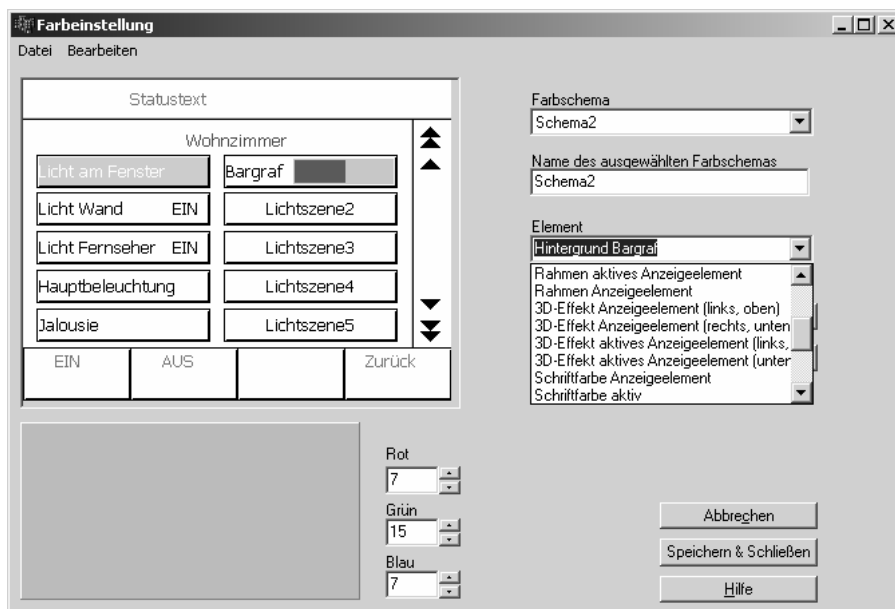 Farbeinstellung
Datei Bearbeiten
Statustext
Wohnzimmer
Licht am Fenster
Bargraf
Licht Wand EIN
Lichtszene2
Licht Fernseher EIN
Lichtszene3
Hauptbeleuchtung
Lichtszene4
Jalousie
Lichtszene5
EIN
AUS
Zurück
Farbschema
Schema2
Name des ausgewählten Farbschemas
Schema2
Element
Hintergrund Bargraf
Rahmen aktives Anzeigeelement
Rahmen Anzeigeelement
3D-Effekt Anzeigeelement (links, oben)
3D-Effekt Anzeigeelement (rechts, unten
3D-Effekt aktives Anzeigeelement (links,
3D-Effekt aktives Anzeigeelement (unter
Schriftfarbe Anzeigeelement
Schriftfarbe aktiv
Rot
7
Grün
15
Blau
7
Abbrechen
Speichern & Schließen
Hilfe